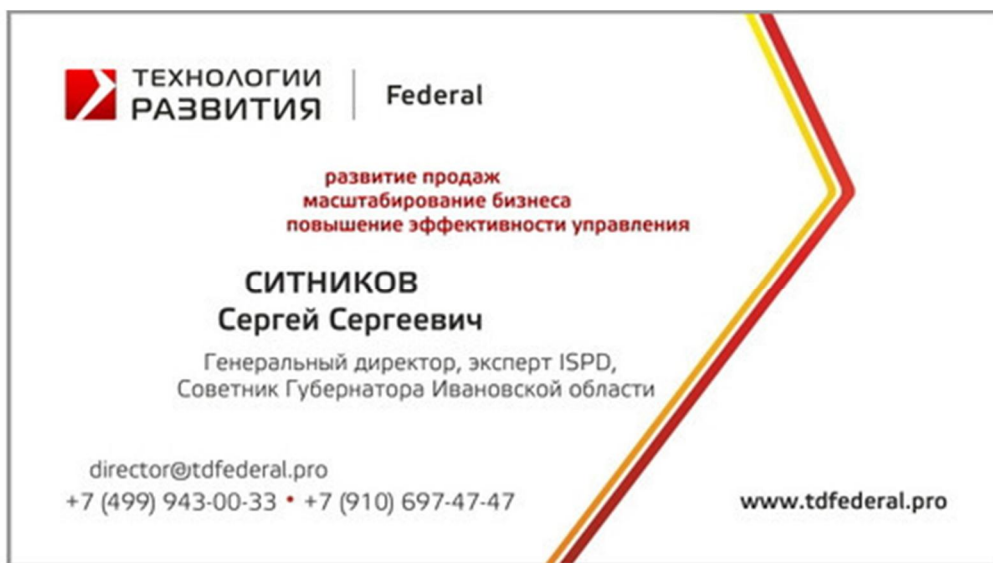 ТЕХНОЛОГИИ
РАЗВИТИЯ
Federal
развитие продаж
масштабирование бизнеса
повышение эффективности управления
СИТНИКОВ
Сергей Сергеевич
Генеральный директор, эксперт ISPD,
Советник Губернатора Ивановской области
director@tdfederal.pro
+7 (499) 943-00-33 • +7 (910) 697-47-47
www.tdfederal.pro